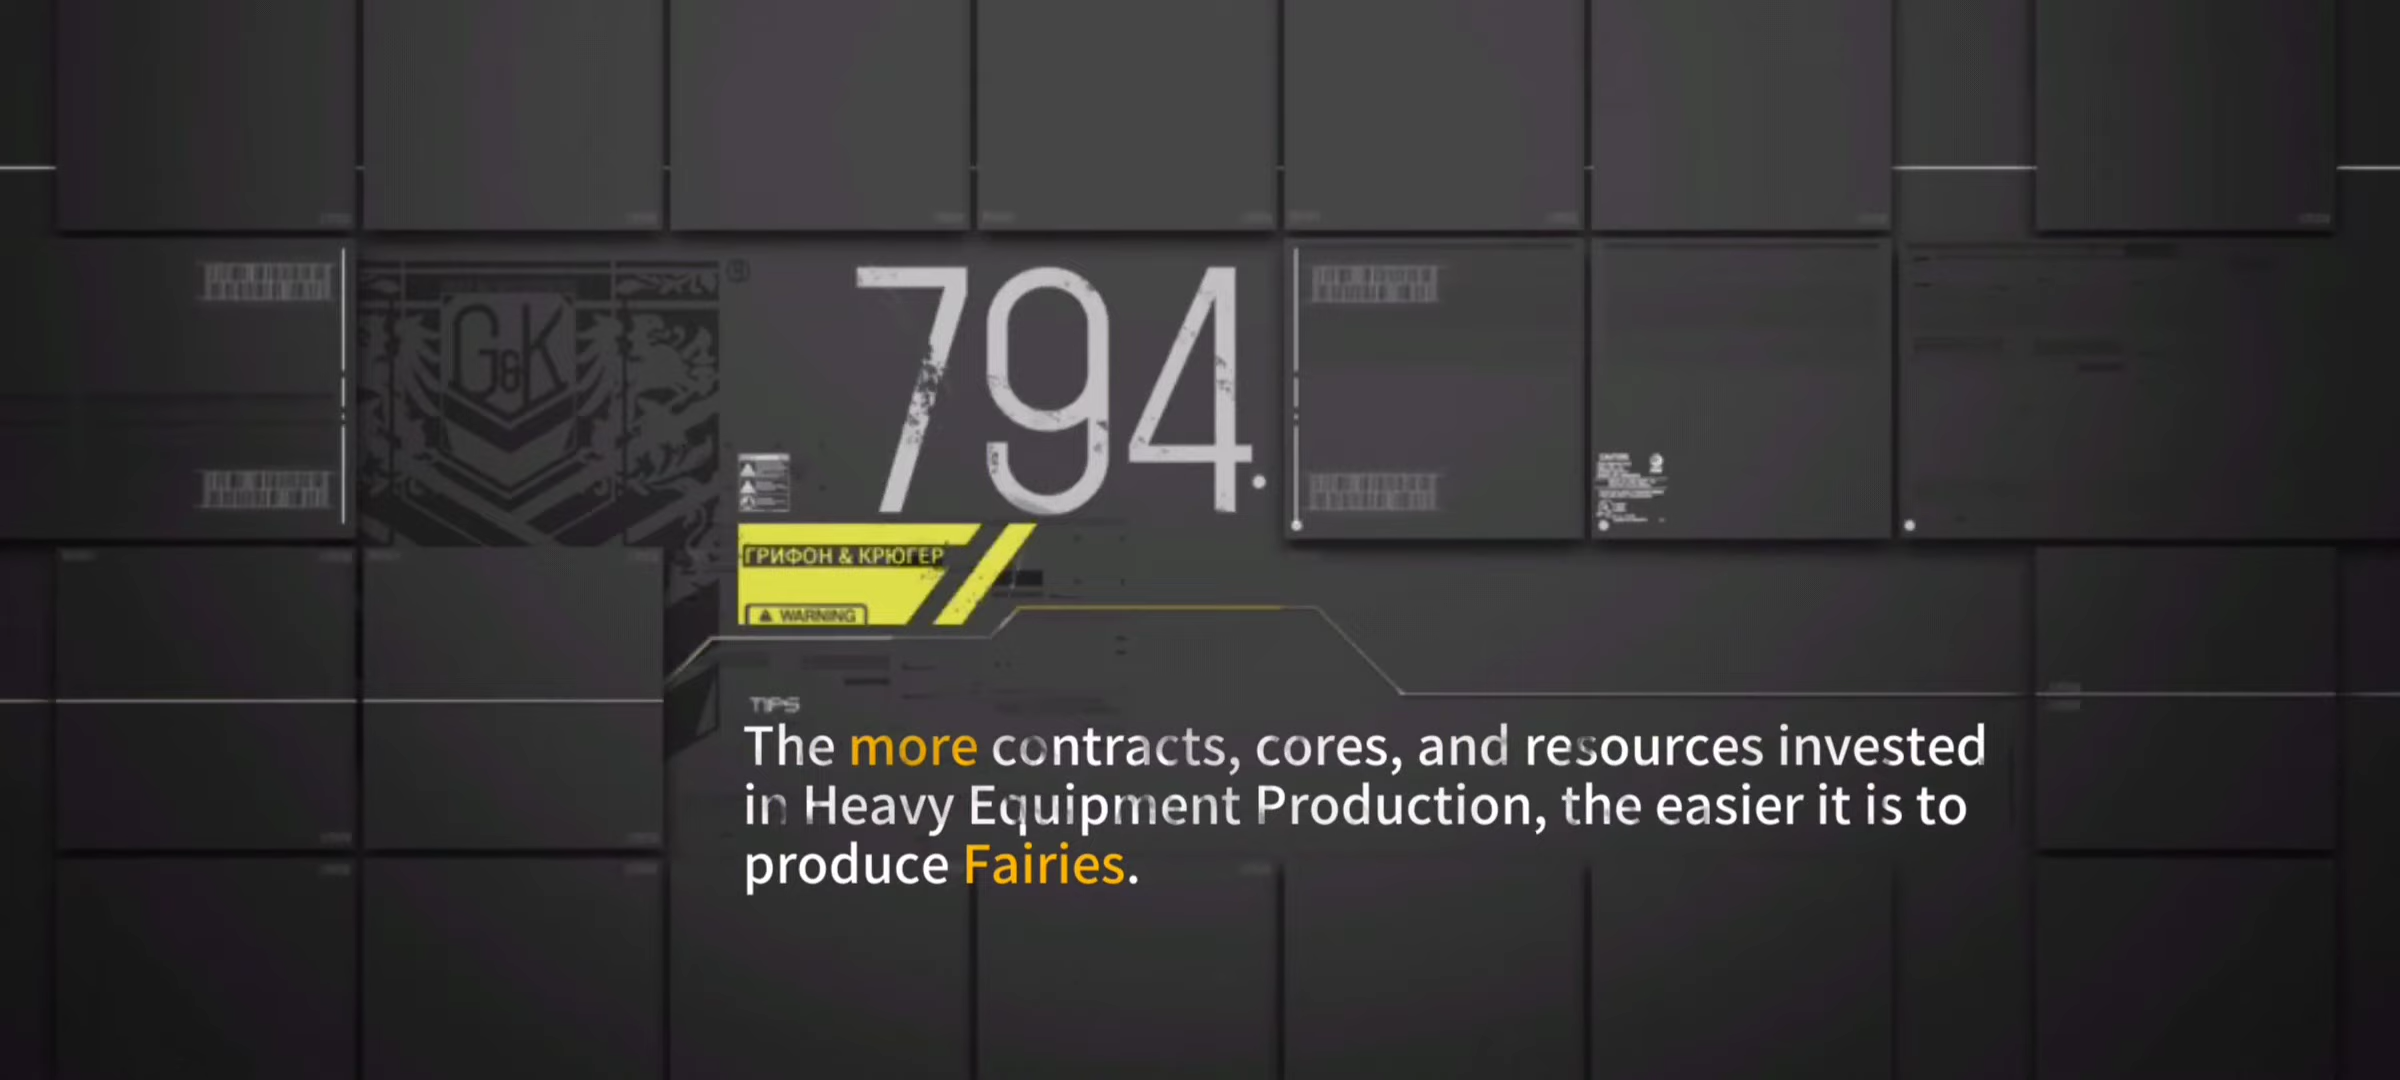 G&K
794.
ГРИФОН & КРЮГЕР
WARNING
TIPS
The more contracts, cores, and resources invested
in Heavy Equipment Production, the easier it is to
produce Fairies.